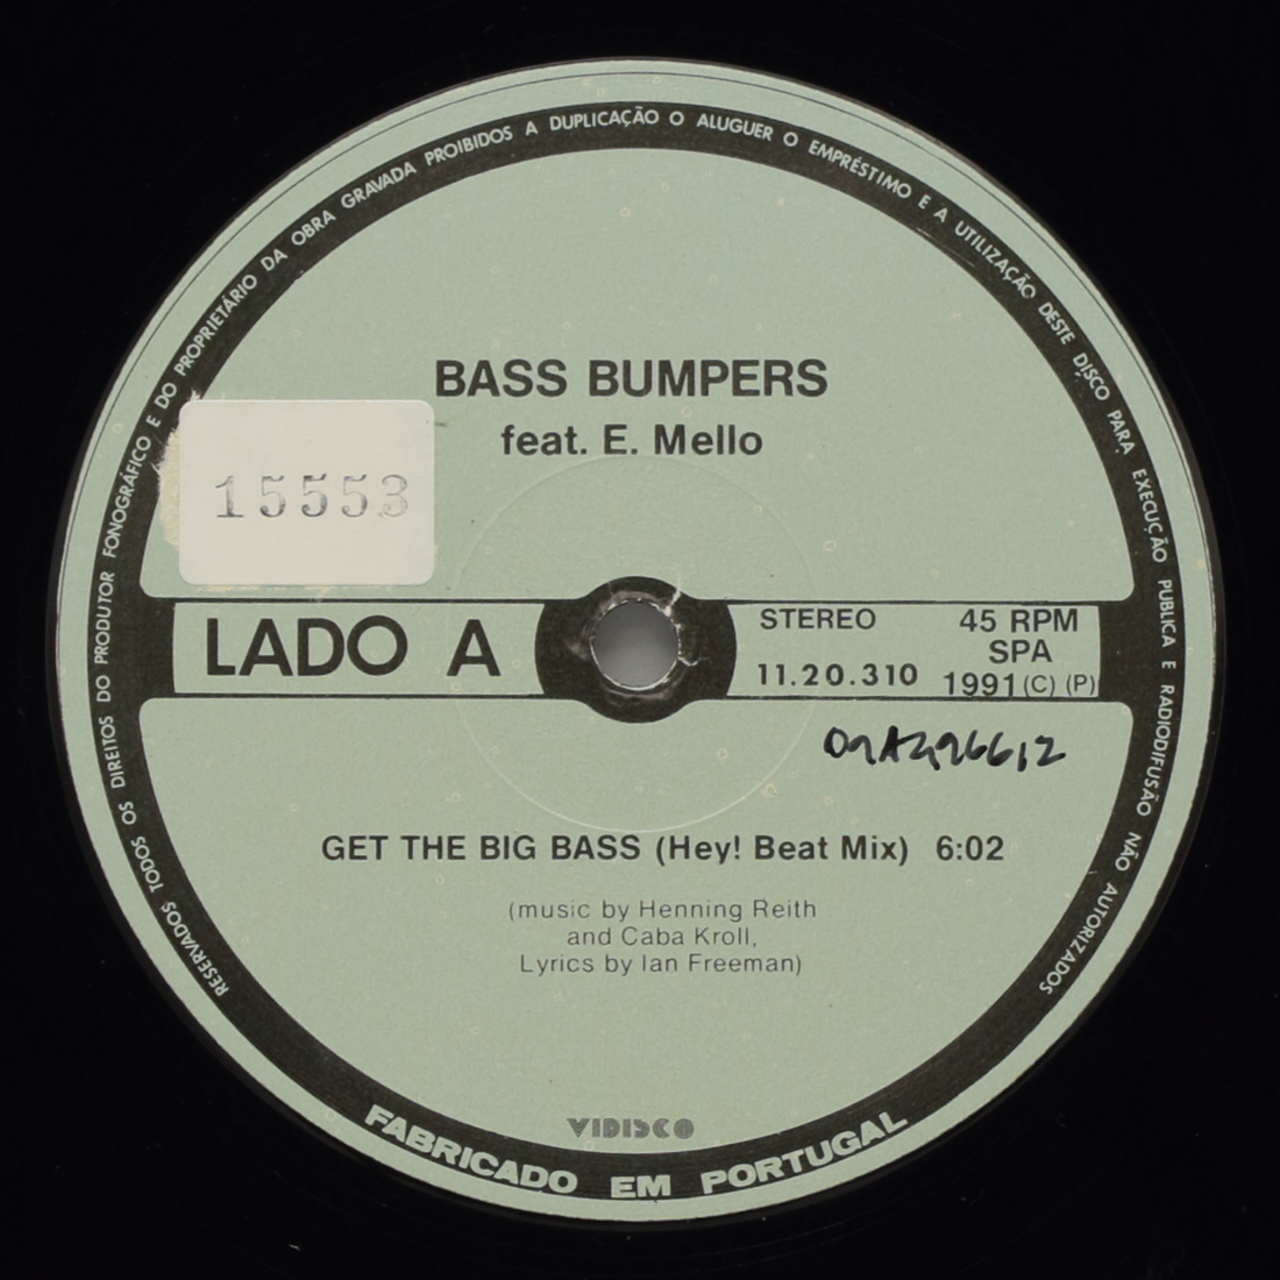 RESERVADOS TODOS OS DIREITOS DO PRODUTOR FONOGRÁFICO E DO PROPRIETÁRIO DA OBRA GRAVADA PROIBIDOS A DUPLICAÇÃO O ALUGUER O EMPRÉSTIMO E A UTILIZAÇÃO DESTE DISCO PARA EXECUÇÃO PUBLICA E RADIODIFUSÃO NÃO AUTORIZADOS
BASS BUMPERS
feat. E. Mello
15553
LADO A
STEREO
11.20.310
45 RPM
SPA
1991 (C) (P)
GET THE BIG BASS (Hey! Beat Mix) 6:02
(music by Henning Reith
and Caba Kroll,
Lyrics by Ian Freeman)
VIDISCO
FABRICADO EM PORTUGAL